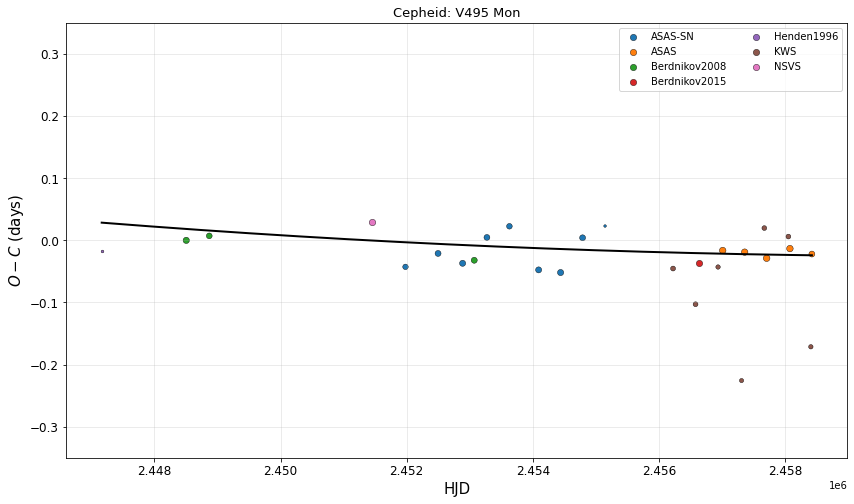 Cepheid: V495 Mon
ASAS-SN
ASAS
Berdnikov2008
Berdnikov2015
Henden1996
KWS
NSVS
0.3
0.2
0.1
0.0
−0.1
−0.2
−0.3
O − C (days)
2.448 2.450 2.452 2.454 2.456 2.458
1e6
HJD